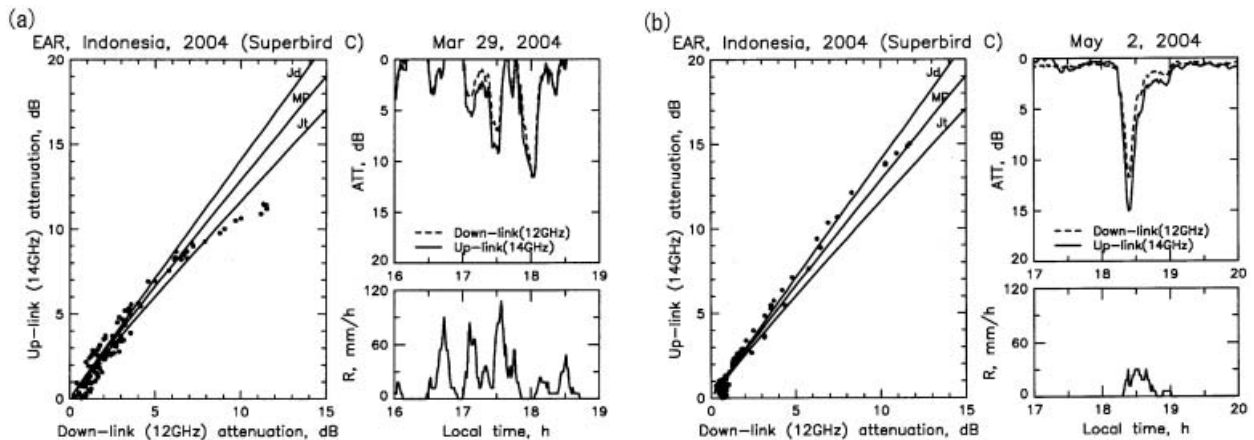 (a)
EAR, Indonesia, 2004 (Superbird C)
Up-link (14GHz) attenuation, dB
20
15
10
5
0
Jd
MP
Jt
0 5 10 15
Down-link (12GHz) attenuation, dB
Mar 29, 2004
ATT, dB
0
5
10
15
20
Down-link(12GHz)
Up-link(14GHz)
16 17 18 19
R, mm/h
120
60
0
16 17 18 19
Local time, h
(b)
EAR, Indonesia, 2004 (Superbird C)
Up-link (14GHz) attenuation, dB
20
15
10
5
0
Jd
MP
Jt
0 5 10 15
Down-link (12GHz) attenuation, dB
May 2, 2004
ATT, dB
0
5
10
15
20
Down-link(12GHz)
Up-link(14GHz)
17 18 19 20
R, mm/h
120
60
0
17 18 19 20
Local time, h